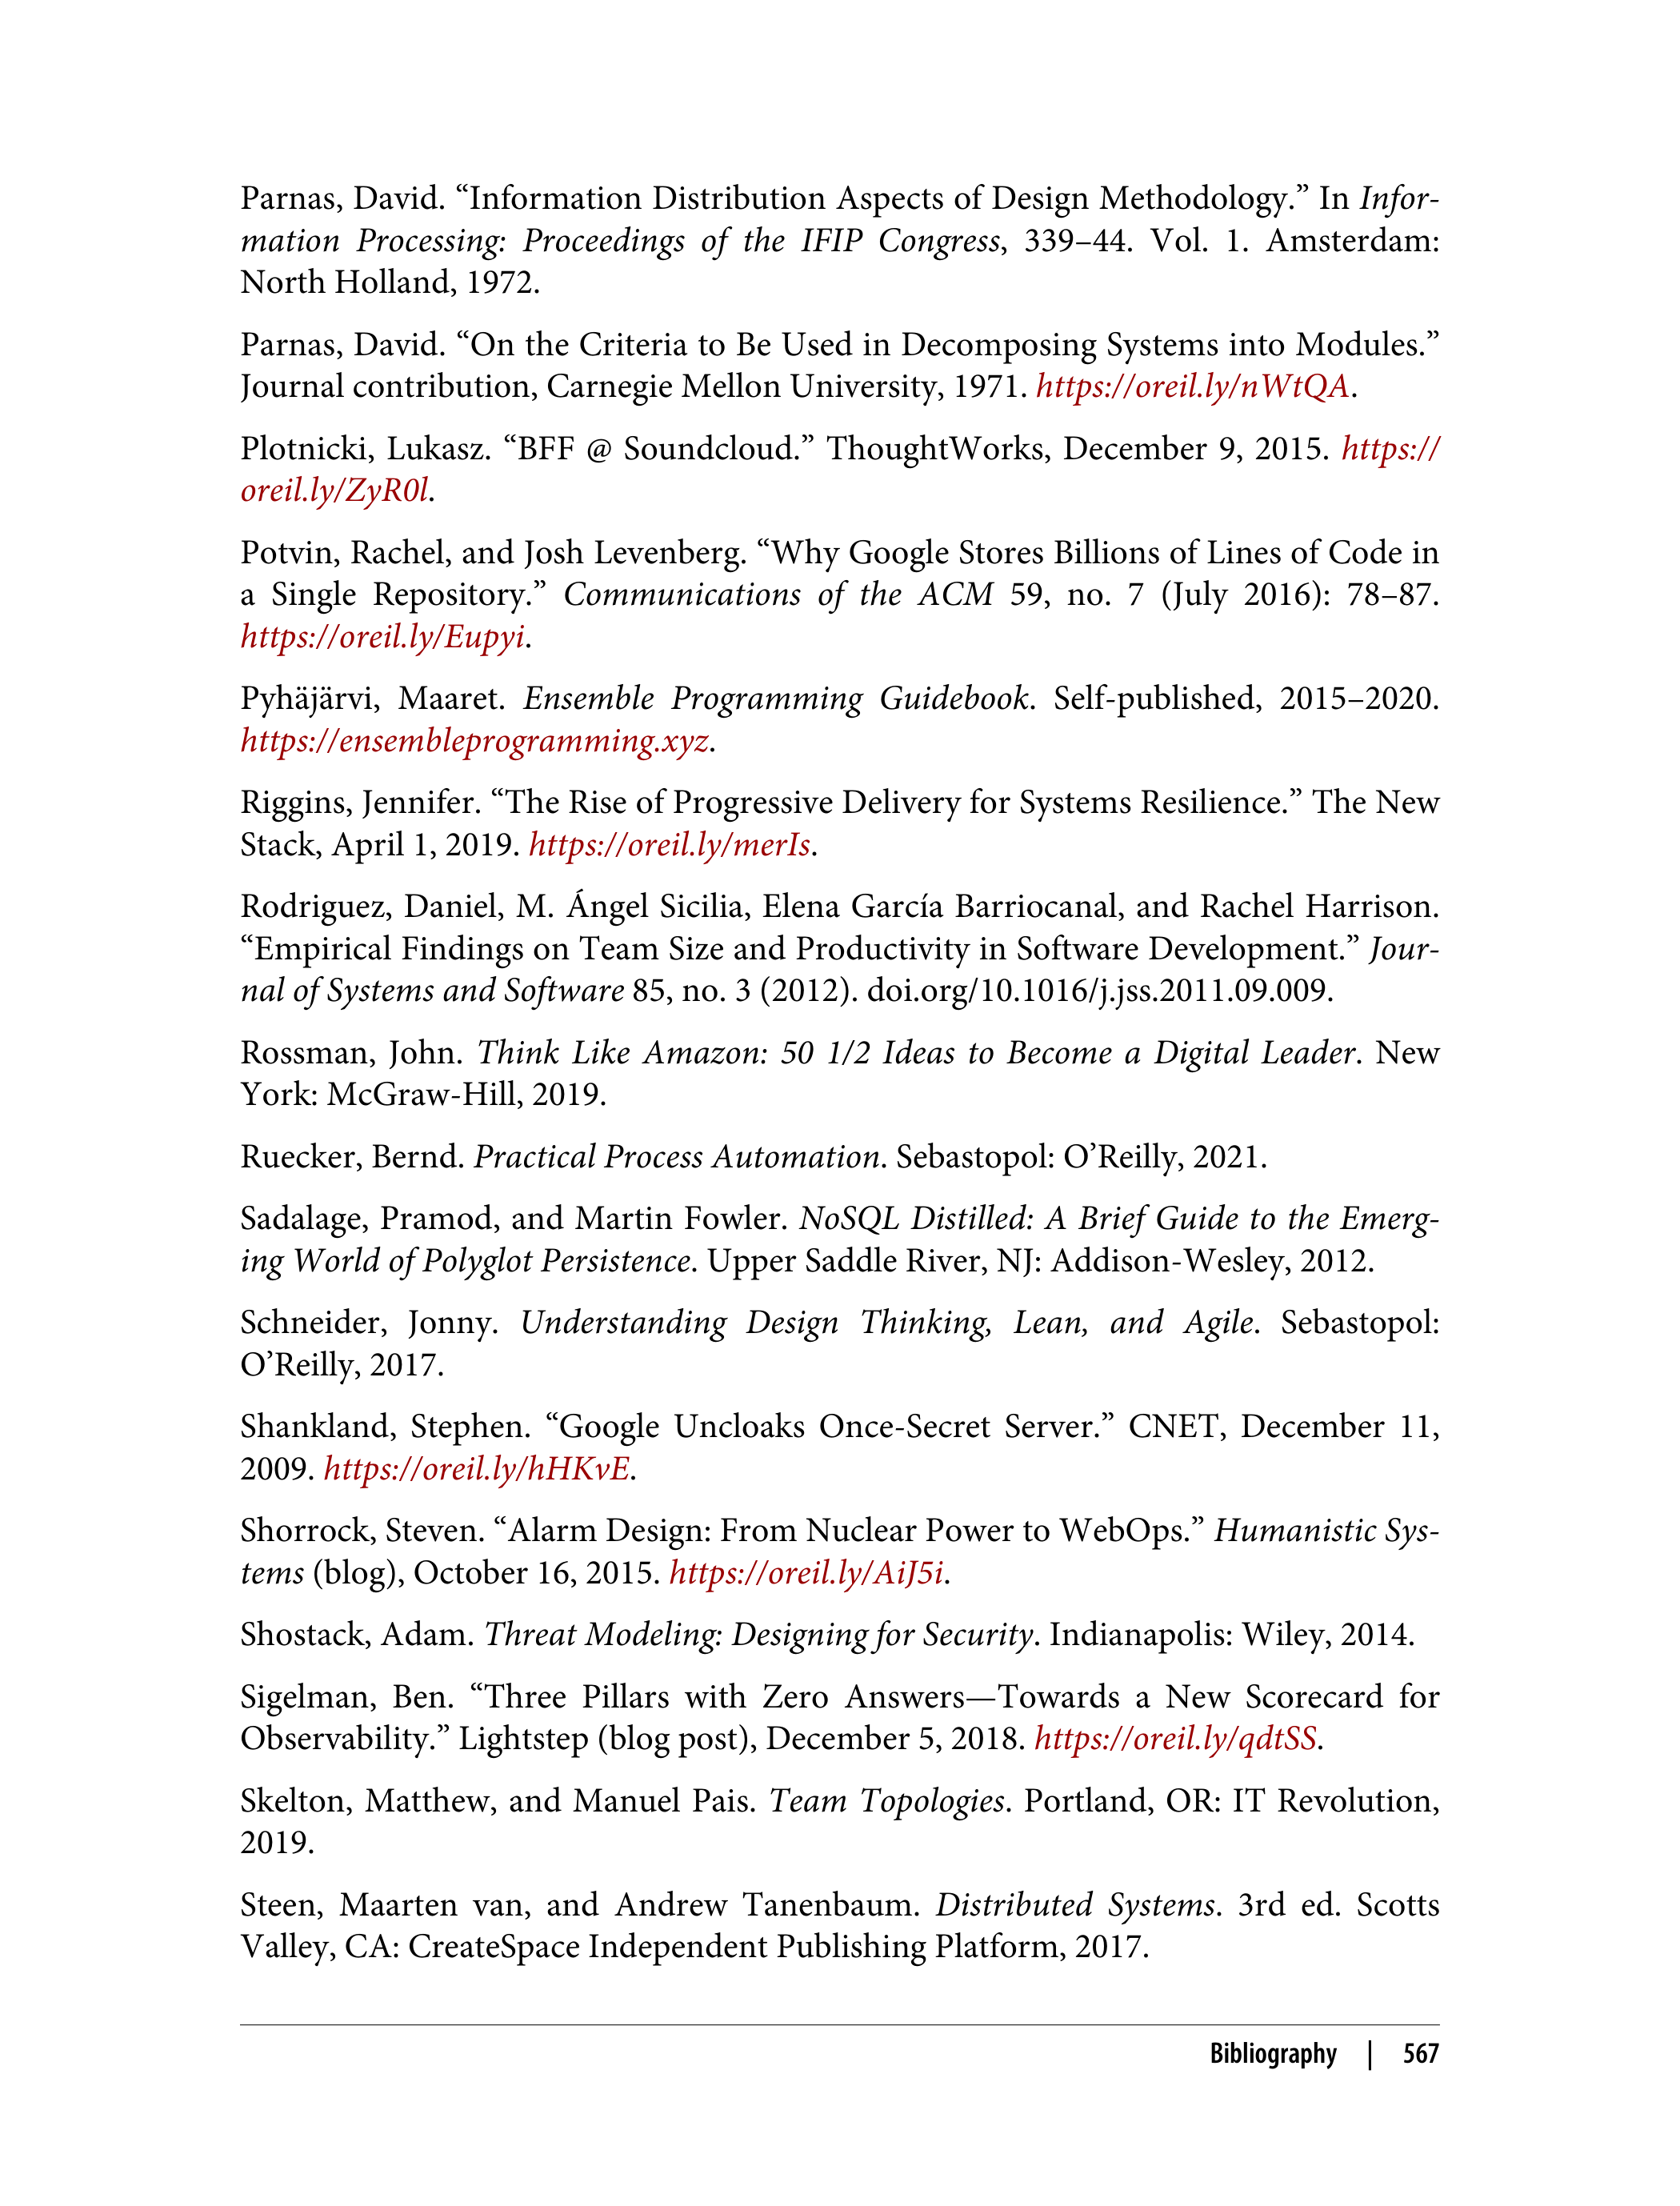 Parnas, David. “Information Distribution Aspects of Design Methodology.” In Infor-
mation Processing: Proceedings of the IFIP Congress, 339–44. Vol. 1. Amsterdam:
North Holland, 1972.
Parnas, David. “On the Criteria to Be Used in Decomposing Systems into Modules.”
Journal contribution, Carnegie Mellon University, 1971. https://oreil.ly/nWtQA.
Plotnicki, Lukasz. “BFF @ Soundcloud.” ThoughtWorks, December 9, 2015. https://
oreil.ly/ZyR0l.
Potvin, Rachel, and Josh Levenberg. “Why Google Stores Billions of Lines of Code in
a Single Repository.” Communications of the ACM 59, no. 7 (July 2016): 78–87.
https://oreil.ly/Eupyi.
Pyhäjärvi, Maaret. Ensemble Programming Guidebook. Self-published, 2015–2020.
https://ensembleprogramming.xyz.
Riggins, Jennifer. “The Rise of Progressive Delivery for Systems Resilience.” The New
Stack, April 1, 2019. https://oreil.ly/merIs.
Rodriguez, Daniel, M. Ángel Sicilia, Elena García Barriocanal, and Rachel Harrison.
“Empirical Findings on Team Size and Productivity in Software Development.” Jour-
nal of Systems and Software 85, no. 3 (2012). doi.org/10.1016/j.jss.2011.09.009.
Rossman, John. Think Like Amazon: 50 1/2 Ideas to Become a Digital Leader. New
York: McGraw-Hill, 2019.
Ruecker, Bernd. Practical Process Automation. Sebastopol: O’Reilly, 2021.
Sadalage, Pramod, and Martin Fowler. NoSQL Distilled: A Brief Guide to the Emerg-
ing World of Polyglot Persistence. Upper Saddle River, NJ: Addison-Wesley, 2012.
Schneider, Jonny. Understanding Design Thinking, Lean, and Agile. Sebastopol:
O’Reilly, 2017.
Shankland, Stephen. “Google Uncloaks Once-Secret Server.” CNET, December 11,
2009. https://oreil.ly/hHKvE.
Shorrock, Steven. “Alarm Design: From Nuclear Power to WebOps.” Humanistic Sys-
tems (blog), October 16, 2015. https://oreil.ly/AiJ5i.
Shostack, Adam. Threat Modeling: Designing for Security. Indianapolis: Wiley, 2014.
Sigelman, Ben. “Three Pillars with Zero Answers—Towards a New Scorecard for
Observability.” Lightstep (blog post), December 5, 2018. https://oreil.ly/qdtSS.
Skelton, Matthew, and Manuel Pais. Team Topologies. Portland, OR: IT Revolution,
2019.
Steen, Maarten van, and Andrew Tanenbaum. Distributed Systems. 3rd ed. Scotts
Valley, CA: CreateSpace Independent Publishing Platform, 2017.
Bibliography | 567